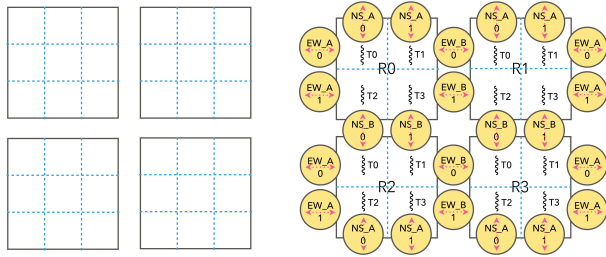 NS_A 0
NS_A 1
NS_A 0
NS_A 1
EW_A 0
EW_B 0
EW_A 0
T0
T1
T0
T1
R0
R1
EW_A 1
EW_B 1
EW_A 1
T2
T3
T2
T3
NS_B 0
NS_B 1
NS_B 0
NS_B 1
EW_A 0
EW_B 0
EW_A 0
T0
T1
T0
T1
R2
R3
EW_A 1
EW_B 1
EW_A 1
T2
T3
T2
T3
NS_A 0
NS_A 1
NS_A 0
NS_A 1